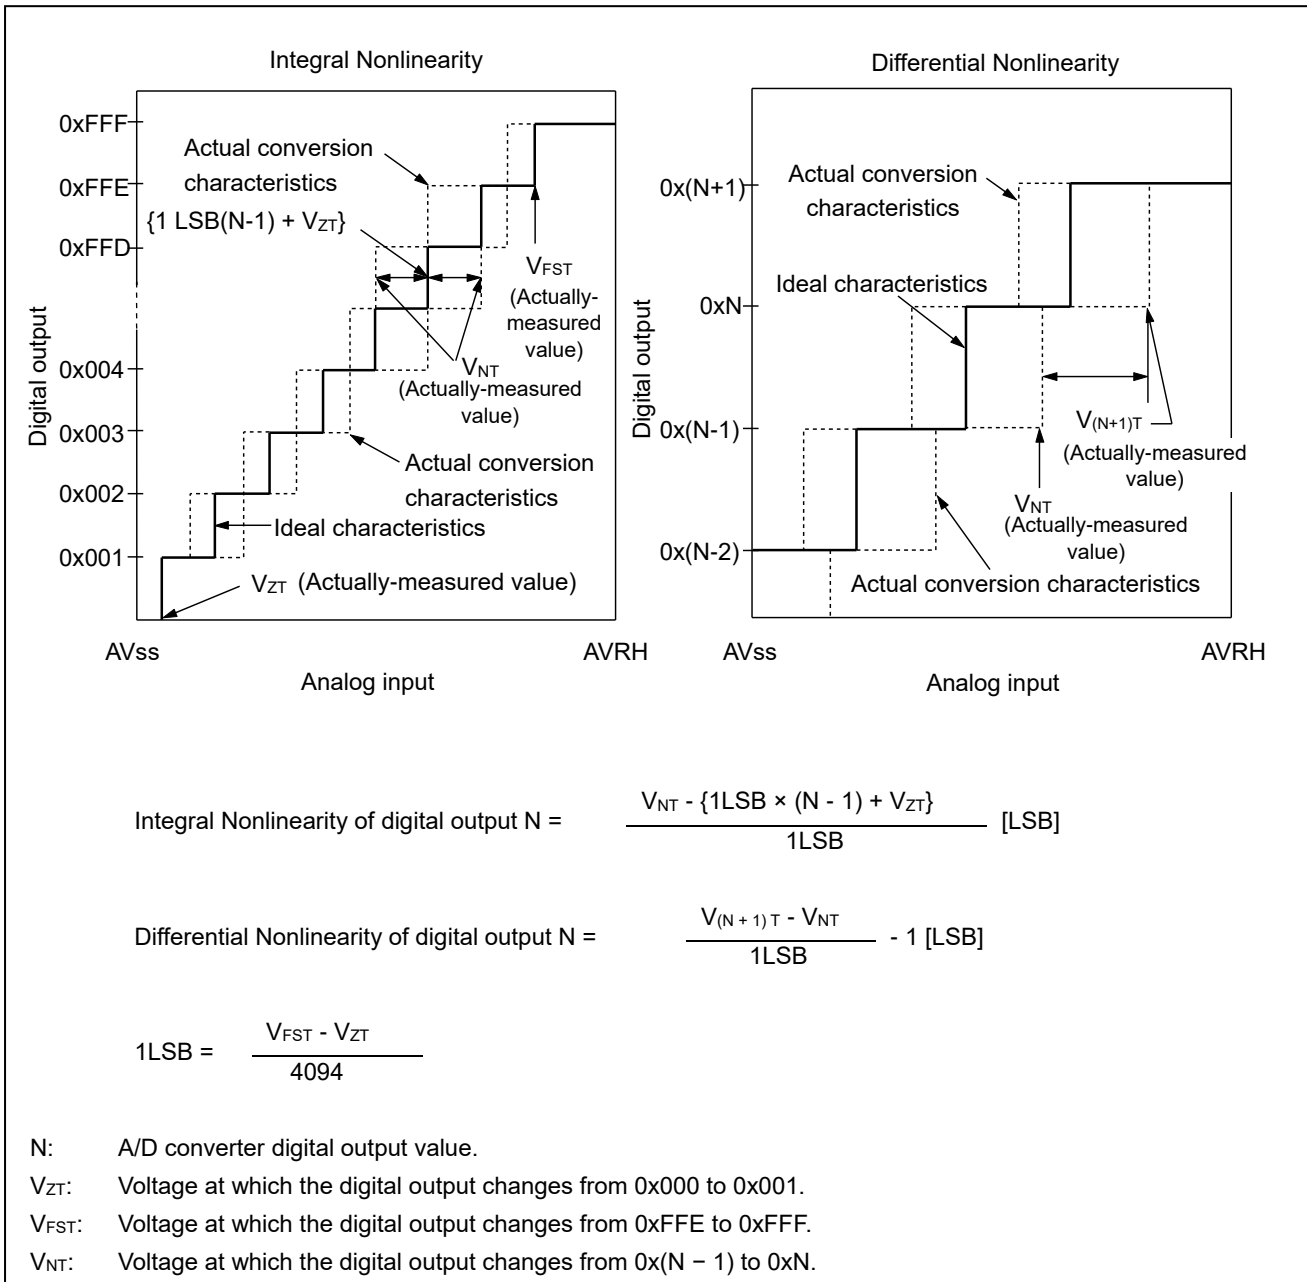 Integral Nonlinearity
0xFFF
0xFFE
0xFFD
0x004
0x003
0x002
0x001
Digital output
Actual conversion
characteristics
{1 LSB(N-1) + VZT}
VFST
(Actually-
measured
value)
VNT
(Actually-measured
value)
Actual conversion
characteristics
Ideal characteristics
VZT (Actually-measured value)
AVss
AVRH
Analog input
Differential Nonlinearity
0x(N+1)
0xN
0x(N-1)
0x(N-2)
Digital output
Actual conversion
characteristics
Ideal characteristics
V(N+1)T
(Actually-measured
value)
VNT
(Actually-measured
value)
Actual conversion characteristics
AVss
AVRH
Analog input
Integral Nonlinearity of digital output N =
VNT - {1LSB × (N - 1) + VZT}
1LSB
[LSB]
Differential Nonlinearity of digital output N =
V(N + 1) T - VNT
1LSB
- 1 [LSB]
1LSB =
VFST - VZT
4094
N: A/D converter digital output value.
VZT: Voltage at which the digital output changes from 0x000 to 0x001.
VFST: Voltage at which the digital output changes from 0xFFE to 0xFFF.
VNT: Voltage at which the digital output changes from 0x(N − 1) to 0xN.